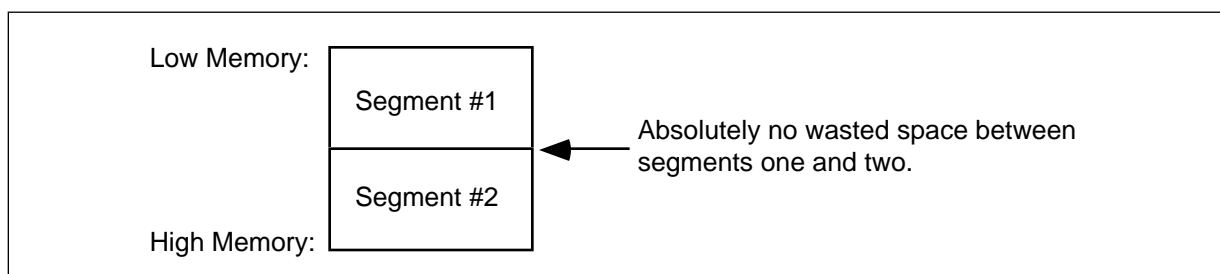 Low Memory:
Segment #1
Absolutely no wasted space between
segments one and two.
Segment #2
High Memory: